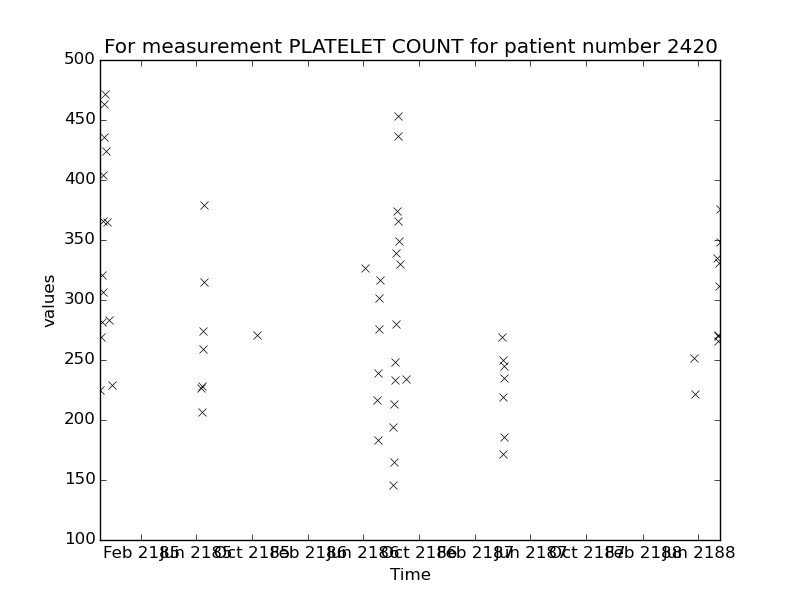 For measurement PLATELET COUNT for patient number 2420
500
450
400
350
300
250
200
150
100
values
Feb 2185 Jun 2185 Oct 2185 Feb 2186 Jun 2186 Oct 2186 Feb 2187 Jun 2187 Oct 2187 Feb 2188 Jun 2188
Time